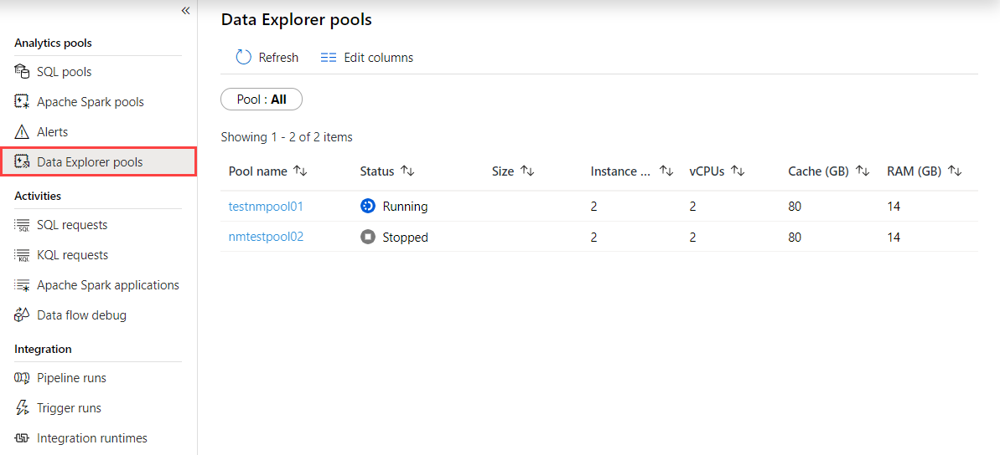 Analytics pools
SQL pools
Apache Spark pools
Alerts
Data Explorer pools
Activities
SQL requests
KQL requests
Apache Spark applications
Data flow debug
Integration
Pipeline runs
Trigger runs
Integration runtimes
Data Explorer pools
Refresh Edit columns
Pool : All
Showing 1 - 2 of 2 items
Pool name Status Size Instance ... vCPUs Cache (GB) RAM (GB)
testnmpool01 Running 2 2 80 14
nmtestpool02 Stopped 2 2 80 14